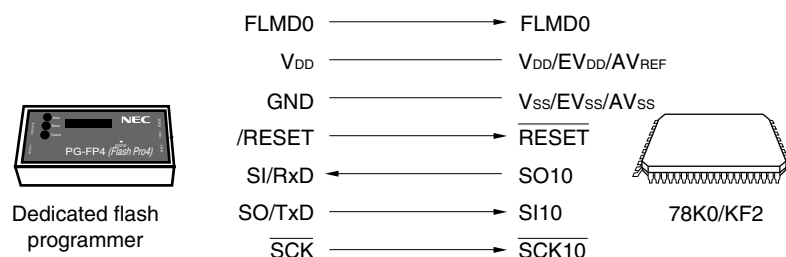 FLMD0 FLMD0
VDD VDD/EVDD/AVREF
GND VSS/EVSS/AVSS
/RESET RESET
SI/RxD SO10
SO/TxD SI10
SCK SCK10
NEC
PG-FP4 (Flash Pro4)
Dedicated flash
programmer
78K0/KF2